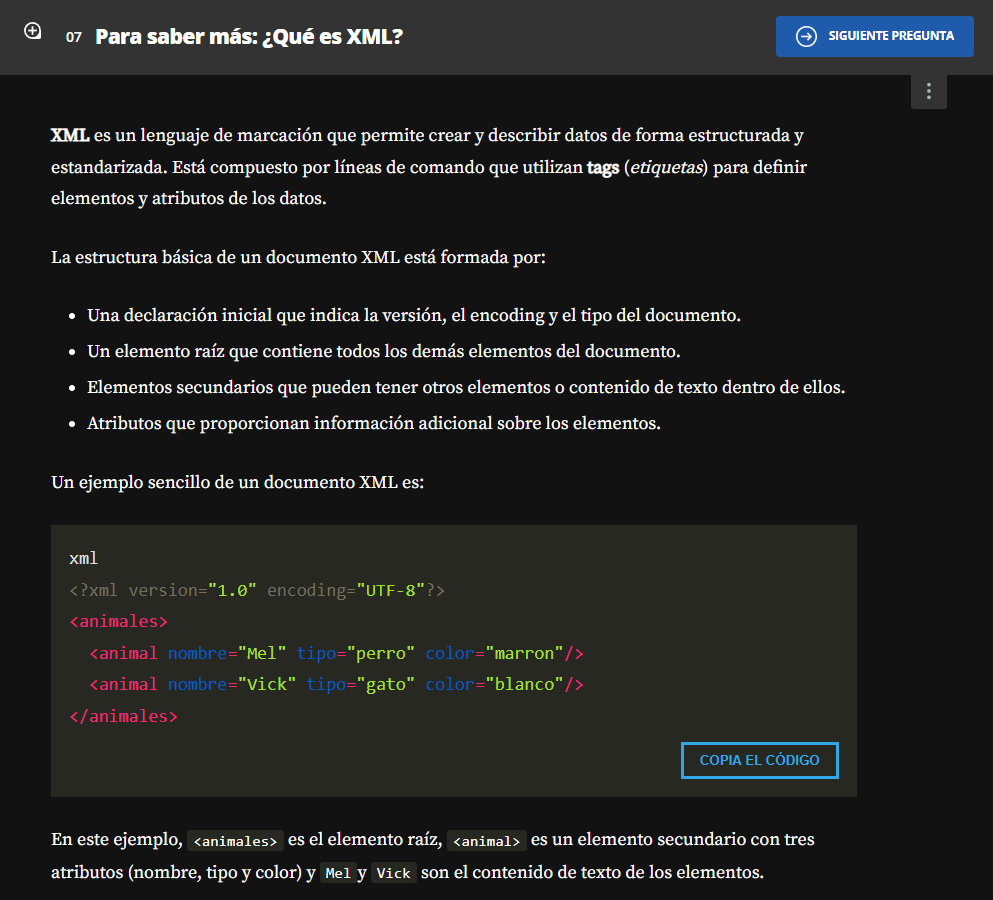 07 Para saber más: ¿Qué es XML?
SIGUIENTE PREGUNTA
XML es un lenguaje de marcación que permite crear y describir datos de forma estructurada y
estandarizada. Está compuesto por líneas de comando que utilizan tags (etiquetas) para definir
elementos y atributos de los datos.
La estructura básica de un documento XML está formada por:
• Una declaración inicial que indica la versión, el encoding y el tipo del documento.
• Un elemento raíz que contiene todos los demás elementos del documento.
• Elementos secundarios que pueden tener otros elementos o contenido de texto dentro de ellos.
• Atributos que proporcionan información adicional sobre los elementos.
Un ejemplo sencillo de un documento XML es:
xml
<?xml version="1.0" encoding="UTF-8"?>
<animales>
  <animal nombre="Mel" tipo="perro" color="marron"/>
  <animal nombre="Vick" tipo="gato" color="blanco"/>
</animales>
COPIA EL CÓDIGO
En este ejemplo, <animales> es el elemento raíz, <animal> es un elemento secundario con tres
atributos (nombre, tipo y color) y Mel y Vick son el contenido de texto de los elementos.